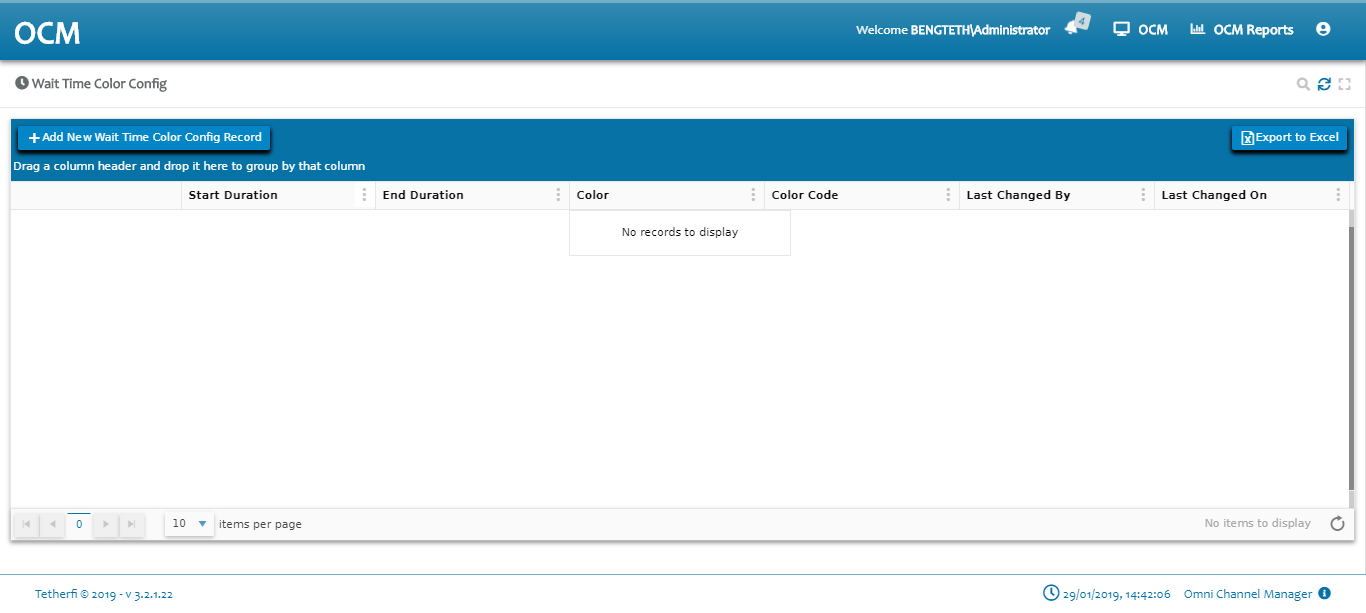 OCM
Welcome BENGTETH\Administrator 4 OCM OCM Reports
Wait Time Color Config
Add New Wait Time Color Config Record Export to Excel
Drag a column header and drop it here to group by that column
Start Duration End Duration Color Color Code Last Changed By Last Changed On
No records to display
0 10 items per page No items to display
Tetherfi © 2019 - v 3.2.1.22 29/01/2019, 14:42:06 Omni Channel Manager